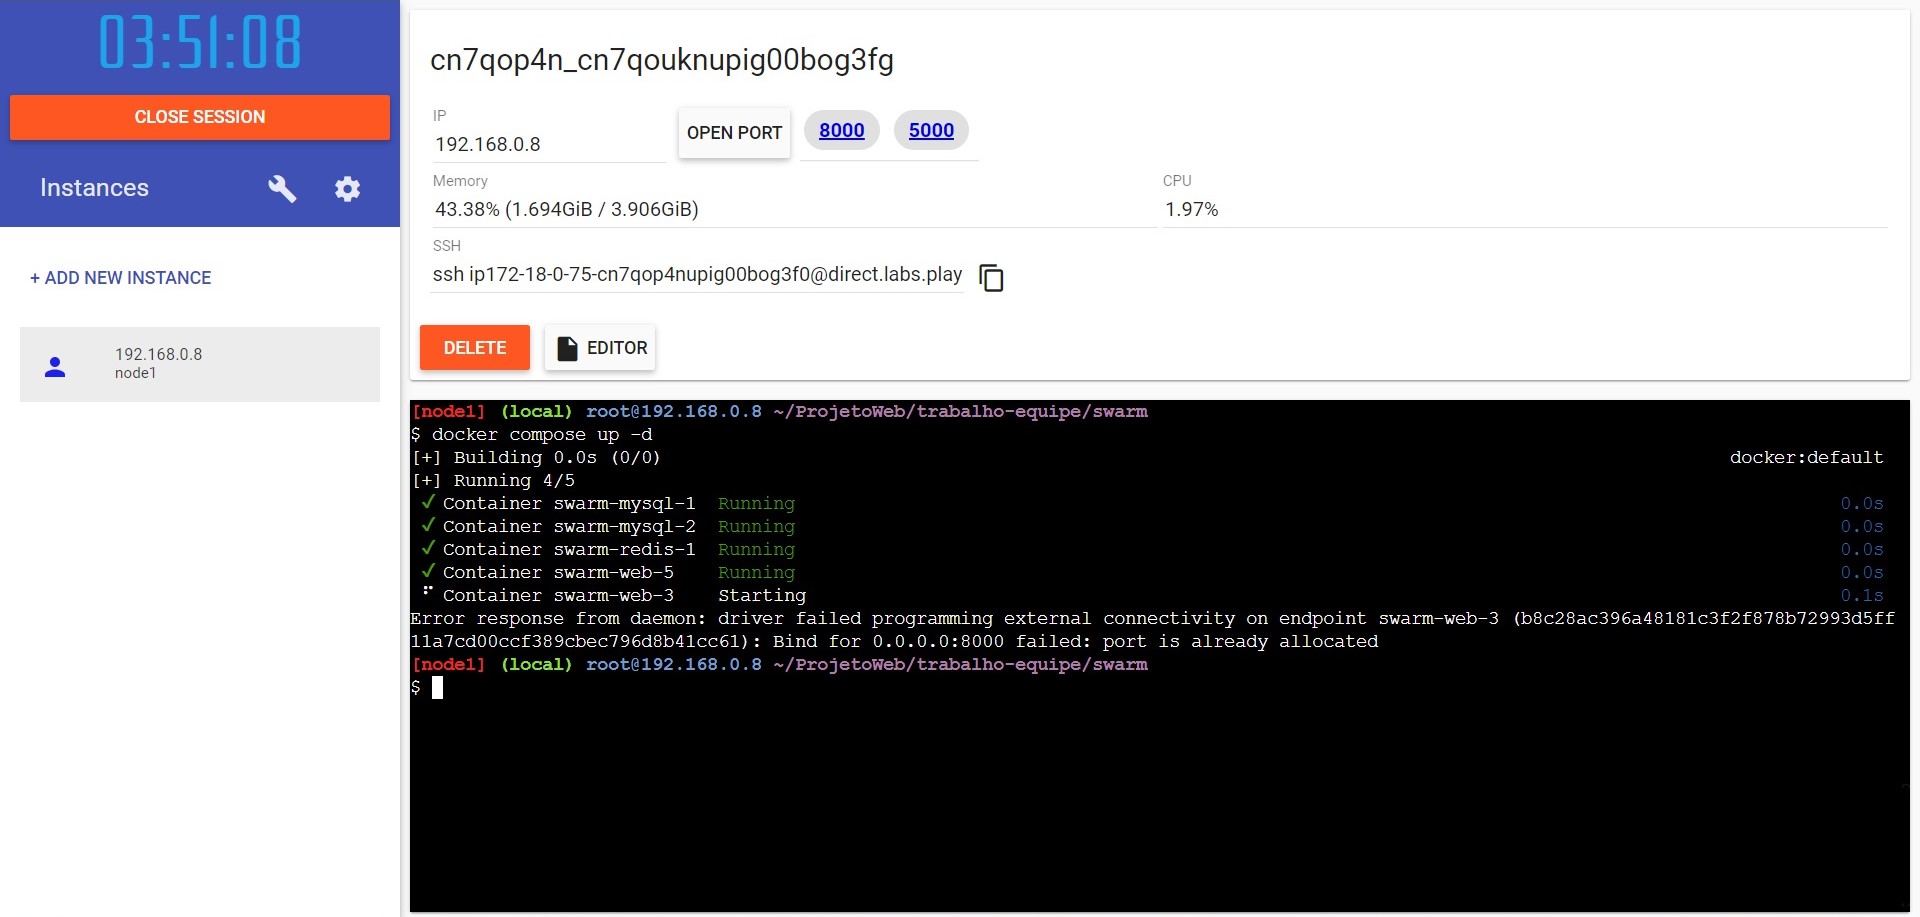 03:51:08
CLOSE SESSION
Instances
+ ADD NEW INSTANCE
192.168.0.8
node1
cn7qop4n_cn7qouknupig00bog3fg
IP
192.168.0.8
OPEN PORT
8000
5000
Memory
43.38% (1.694GiB / 3.906GiB)
CPU
1.97%
SSH
ssh ip172-18-0-75-cn7qop4nupig00bog3f0@direct.labs.play
DELETE
EDITOR
[node1] (local) root@192.168.0.8 ~/ProjetoWeb/trabalho-equipe/swarm
$ docker compose up -d
[+] Building 0.0s (0/0) docker:default
[+] Running 4/5
✓ Container swarm-mysql-1 Running 0.0s
✓ Container swarm-mysql-2 Running 0.0s
✓ Container swarm-redis-1 Running 0.0s
✓ Container swarm-web-5 Running 0.0s
⠋ Container swarm-web-3 Starting 0.1s
Error response from daemon: driver failed programming external connectivity on endpoint swarm-web-3 (b8c28ac396a48181c3f2f878b72993d5ff
11a7cd00ccf389cbec796d8b41cc61): Bind for 0.0.0.0:8000 failed: port is already allocated
[node1] (local) root@192.168.0.8 ~/ProjetoWeb/trabalho-equipe/swarm
$